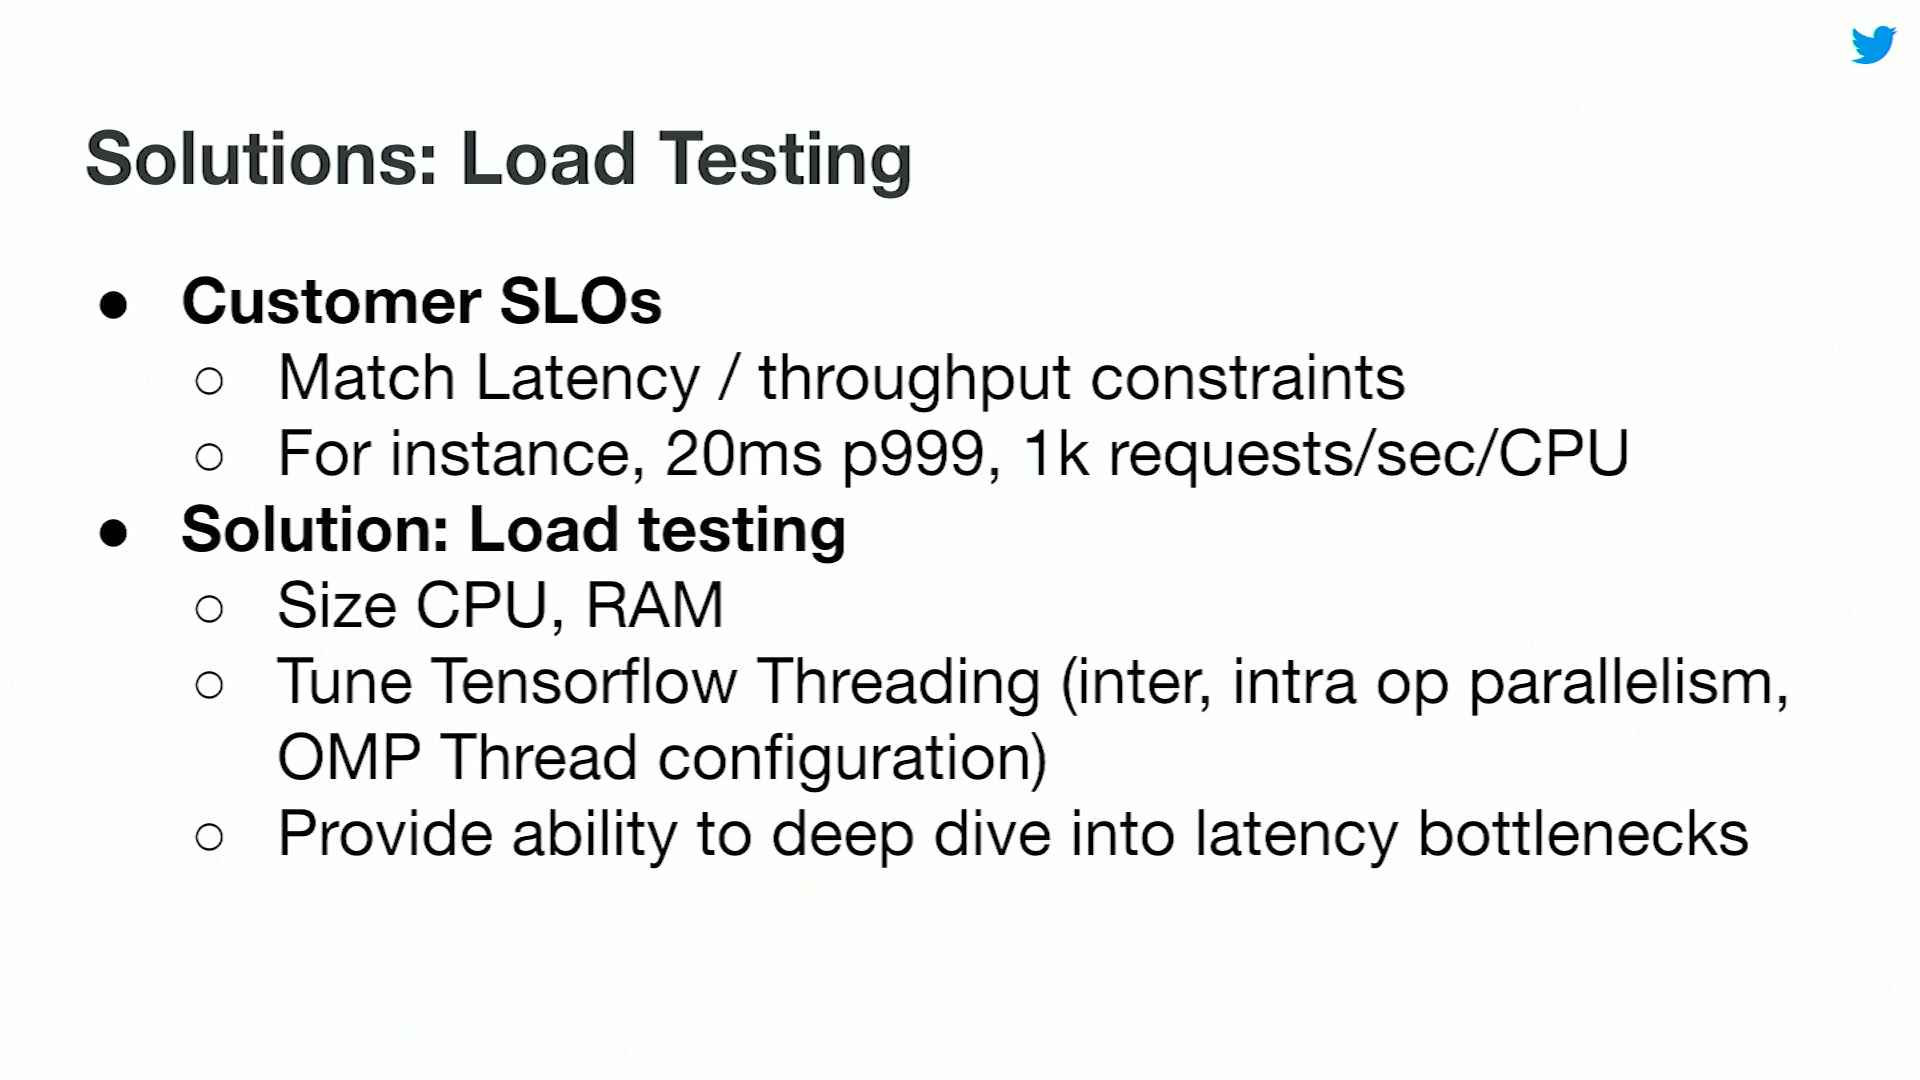 Solutions: Load Testing
● Customer SLOs
○ Match Latency / throughput constraints
○ For instance, 20ms p999, 1k requests/sec/CPU
● Solution: Load testing
○ Size CPU, RAM
○ Tune Tensorflow Threading (inter, intra op parallelism,
OMP Thread configuration)
○ Provide ability to deep dive into latency bottlenecks